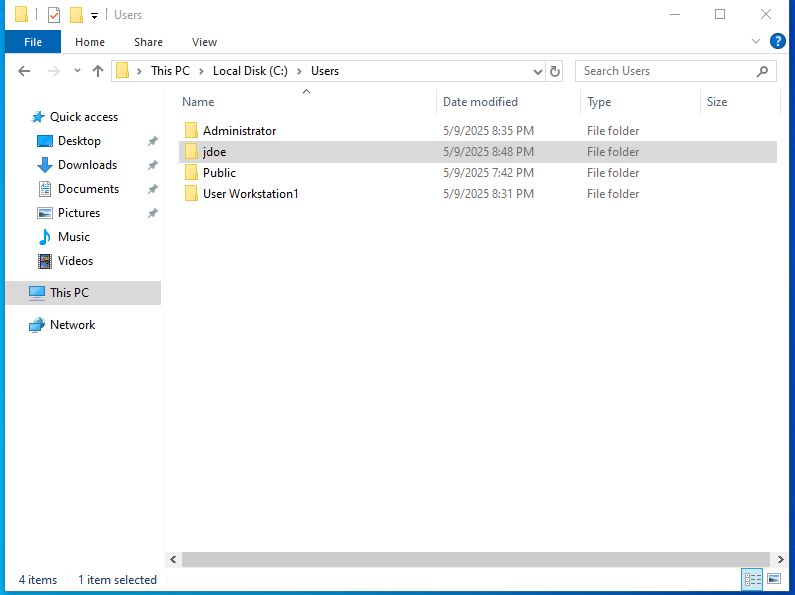 Users
File Home Share View
This PC Local Disk (C:) Users Search Users
Name Date modified Type Size
Quick access
Desktop
Downloads
Documents
Pictures
Music
Videos
This PC
Network
Administrator 5/9/2025 8:35 PM File folder
jdoe 5/9/2025 8:48 PM File folder
Public 5/9/2025 7:42 PM File folder
User Workstation1 5/9/2025 8:31 PM File folder
4 items 1 item selected